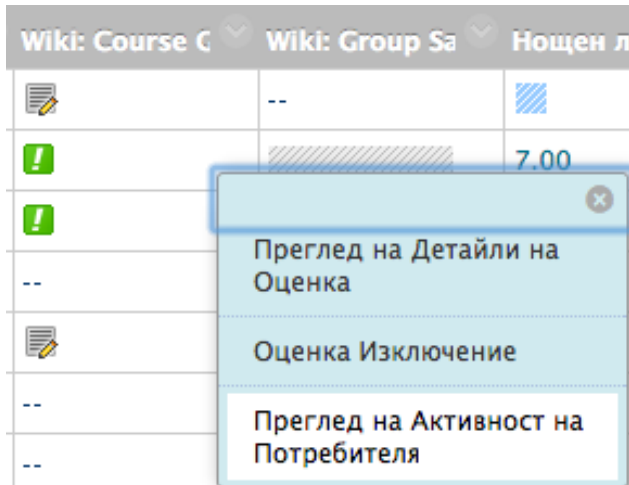 Wiki: Course C Wiki: Group Sa Нощен л
--
7.00
Преглед на Детайли на
Оценка
--
Оценка Изключение
--
Преглед на Активност на
Потребителя
--